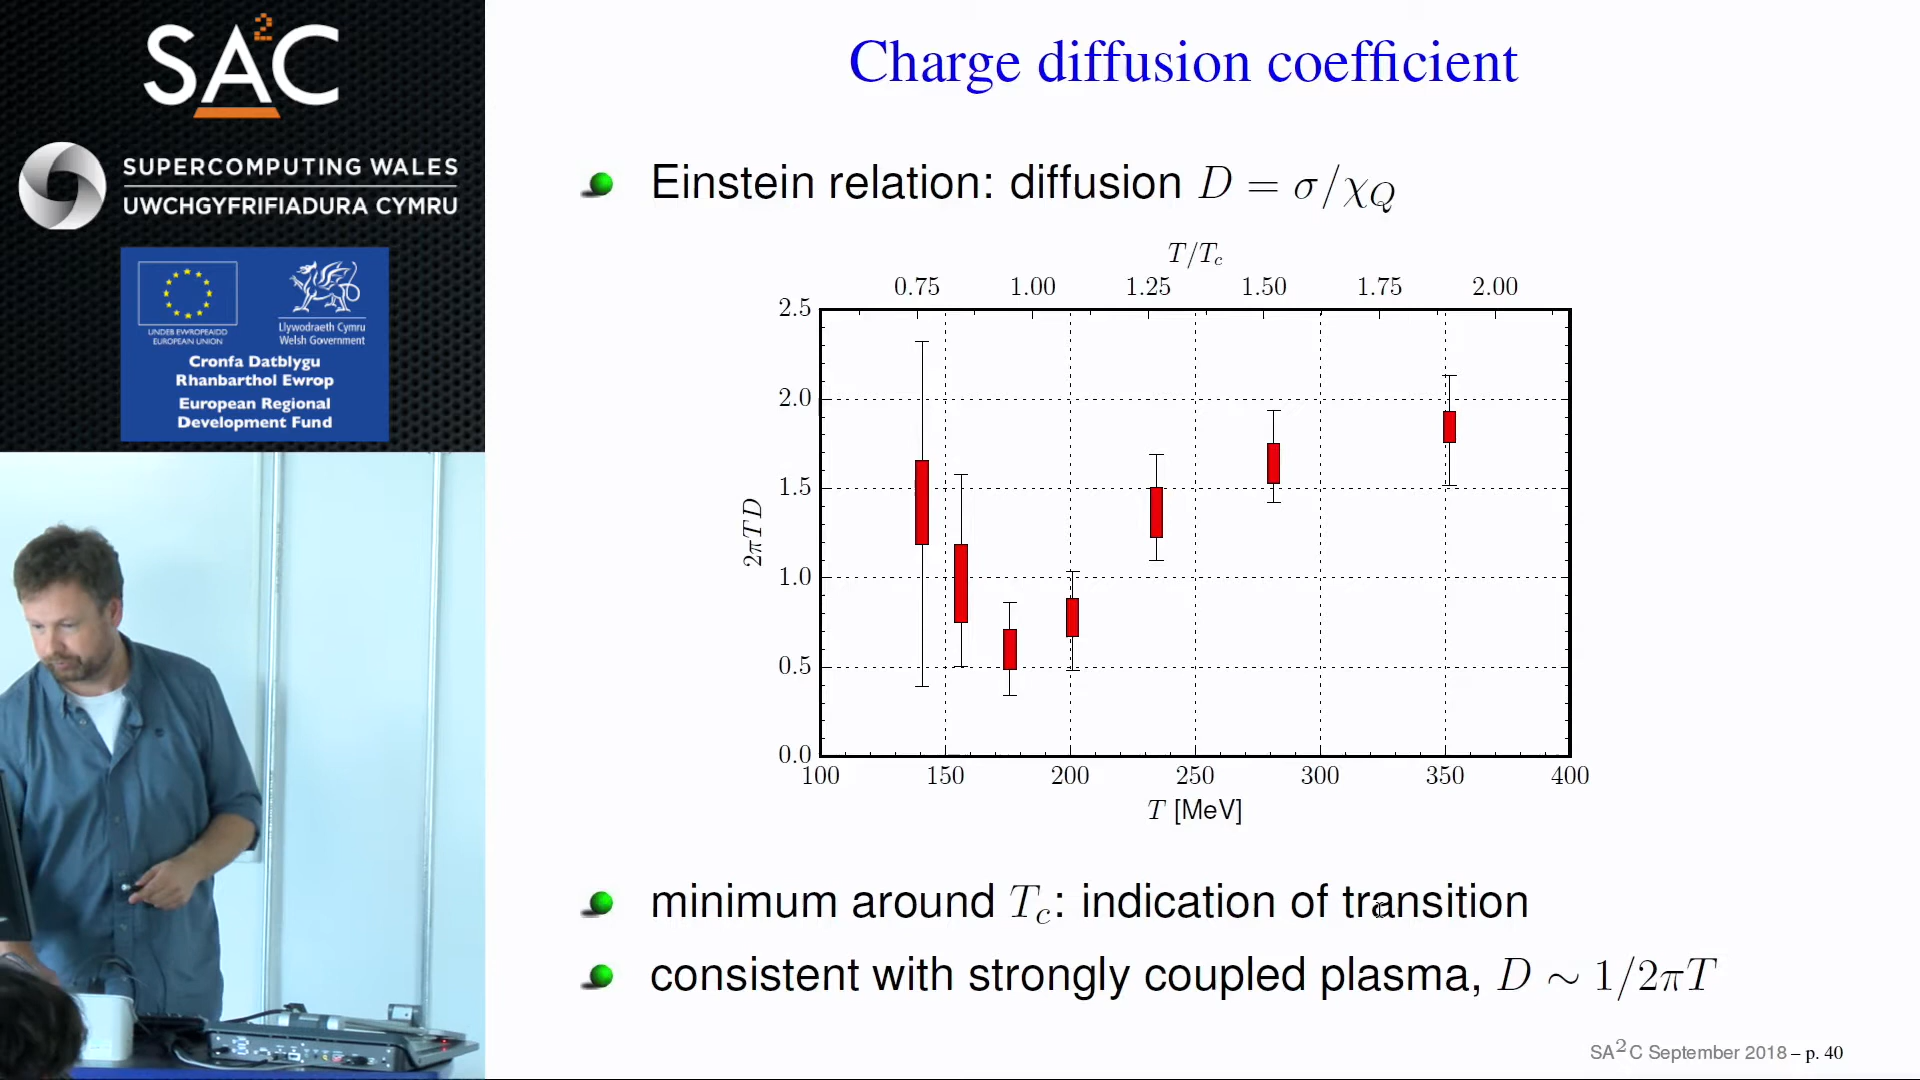 SA²C
SUPERCOMPUTING WALES
UWCHGYFRIFIADURA CYMRU
UNDEB EWROPEAIDD
EUROPEAN UNION
Llywodraeth Cymru
Welsh Government
Cronfa Datblygu
Rhanbarthol Ewrop
European Regional
Development Fund
Charge diffusion coefficient
Einstein relation: diffusion D = σ/χ_Q
T/T_c
0.75 1.00 1.25 1.50 1.75 2.00
2.5
2.0
1.5
1.0
0.5
0.0
2πTD
100 150 200 250 300 350 400
T [MeV]
minimum around T_c: indication of transition
consistent with strongly coupled plasma, D ∼ 1/2πT
SA²C September 2018 – p. 40